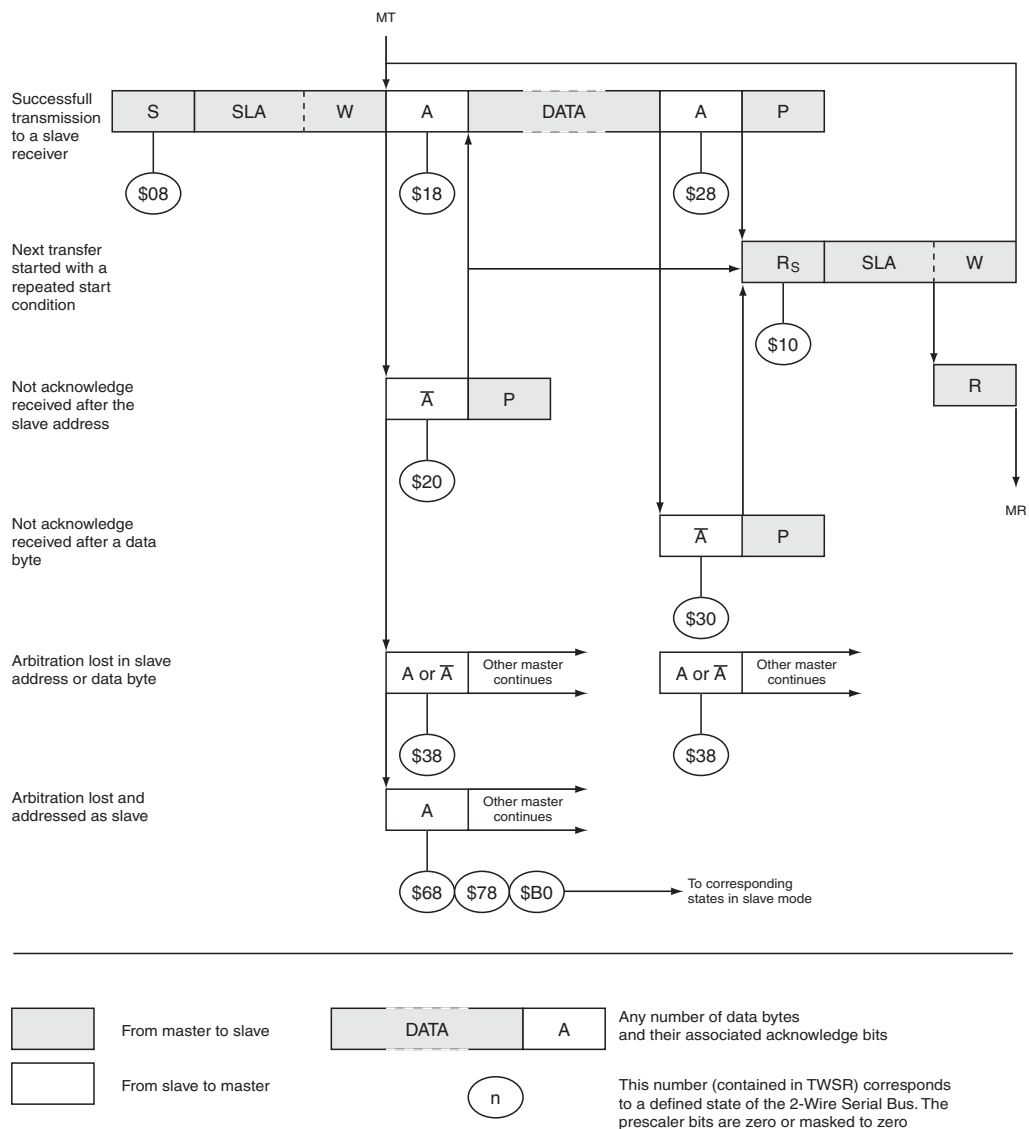 MT
Successfull
transmission
to a slave
receiver
S SLA W A DATA A P
$08 $18 $28
Next transfer
started with a
repeated start
condition
RS SLA W
$10
Not acknowledge
received after the
slave address
A̅ P
R
$20
MR
Not acknowledge
received after a data
byte
A̅ P
$30
Arbitration lost in slave
address or data byte
A or A̅ Other master
continues
A or A̅ Other master
continues
$38 $38
Arbitration lost and
addressed as slave
A Other master
continues
$68 $78 $B0 To corresponding
states in slave mode
From master to slave
DATA A Any number of data bytes
and their associated acknowledge bits
From slave to master
n This number (contained in TWSR) corresponds
to a defined state of the 2-Wire Serial Bus. The
prescaler bits are zero or masked to zero